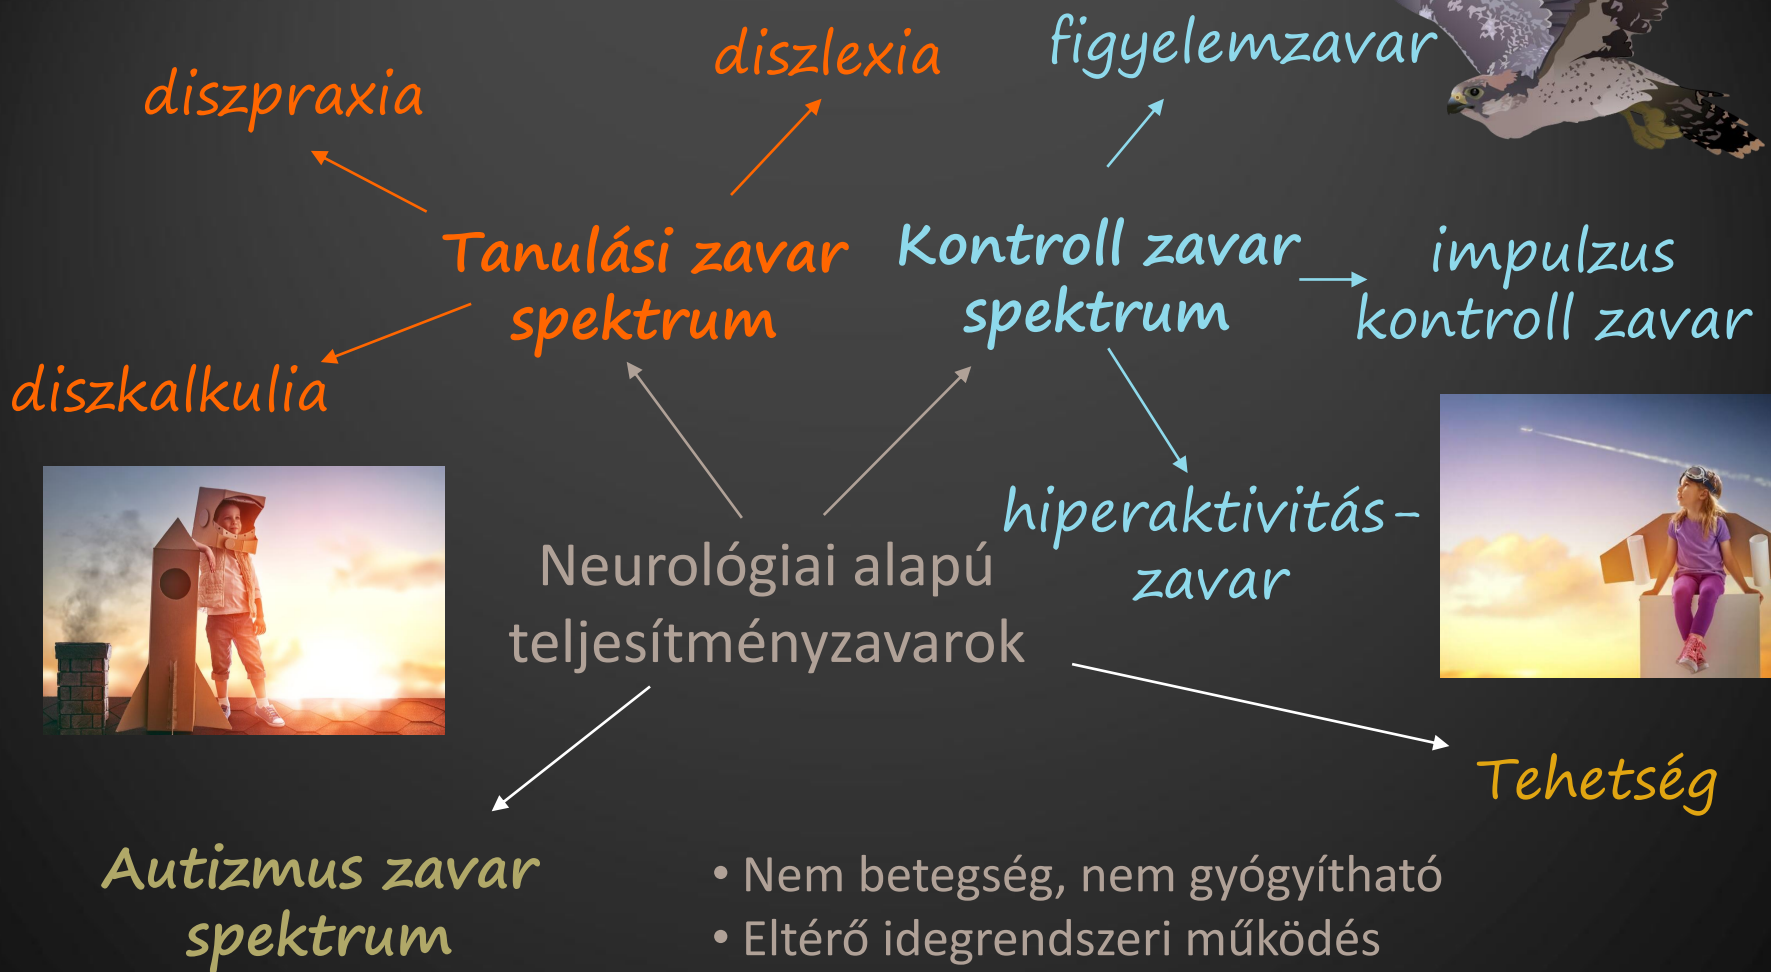 diszpraxia
diszlexia
figyelemzavar
Tanulási zavar
spektrum
Kontroll zavar
spektrum
impulzus
kontroll zavar
diszkalkulia
hiperaktivitás-
zavar
Neurológiai alapú
teljesítményzavarok
Tehetség
Autizmus zavar
spektrum
• Nem betegség, nem gyógyítható
• Eltérő idegrendszeri működés